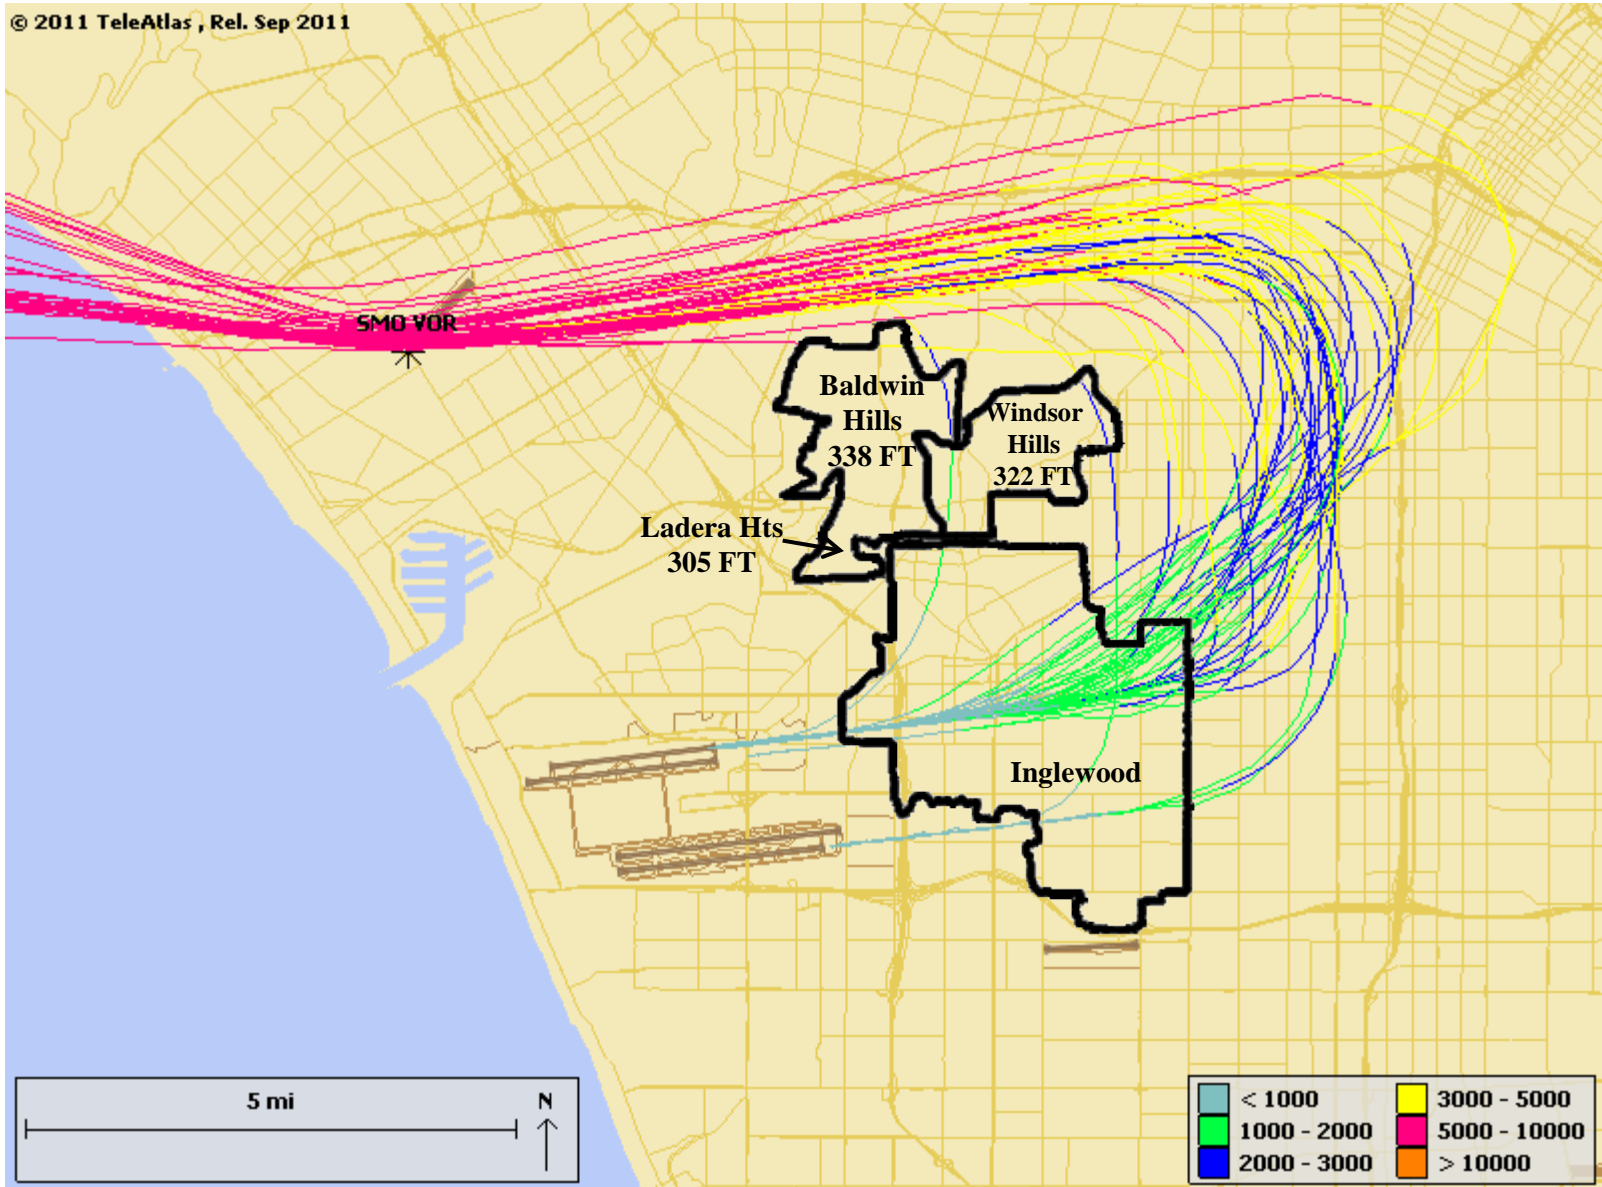 © 2011 TeleAtlas , Rel. Sep 2011
SMO VOR
Baldwin
Hills
338 FT
Windsor
Hills
322 FT
Ladera Hts
305 FT
Inglewood
5 mi
N
< 1000
1000 - 2000
2000 - 3000
3000 - 5000
5000 - 10000
> 10000